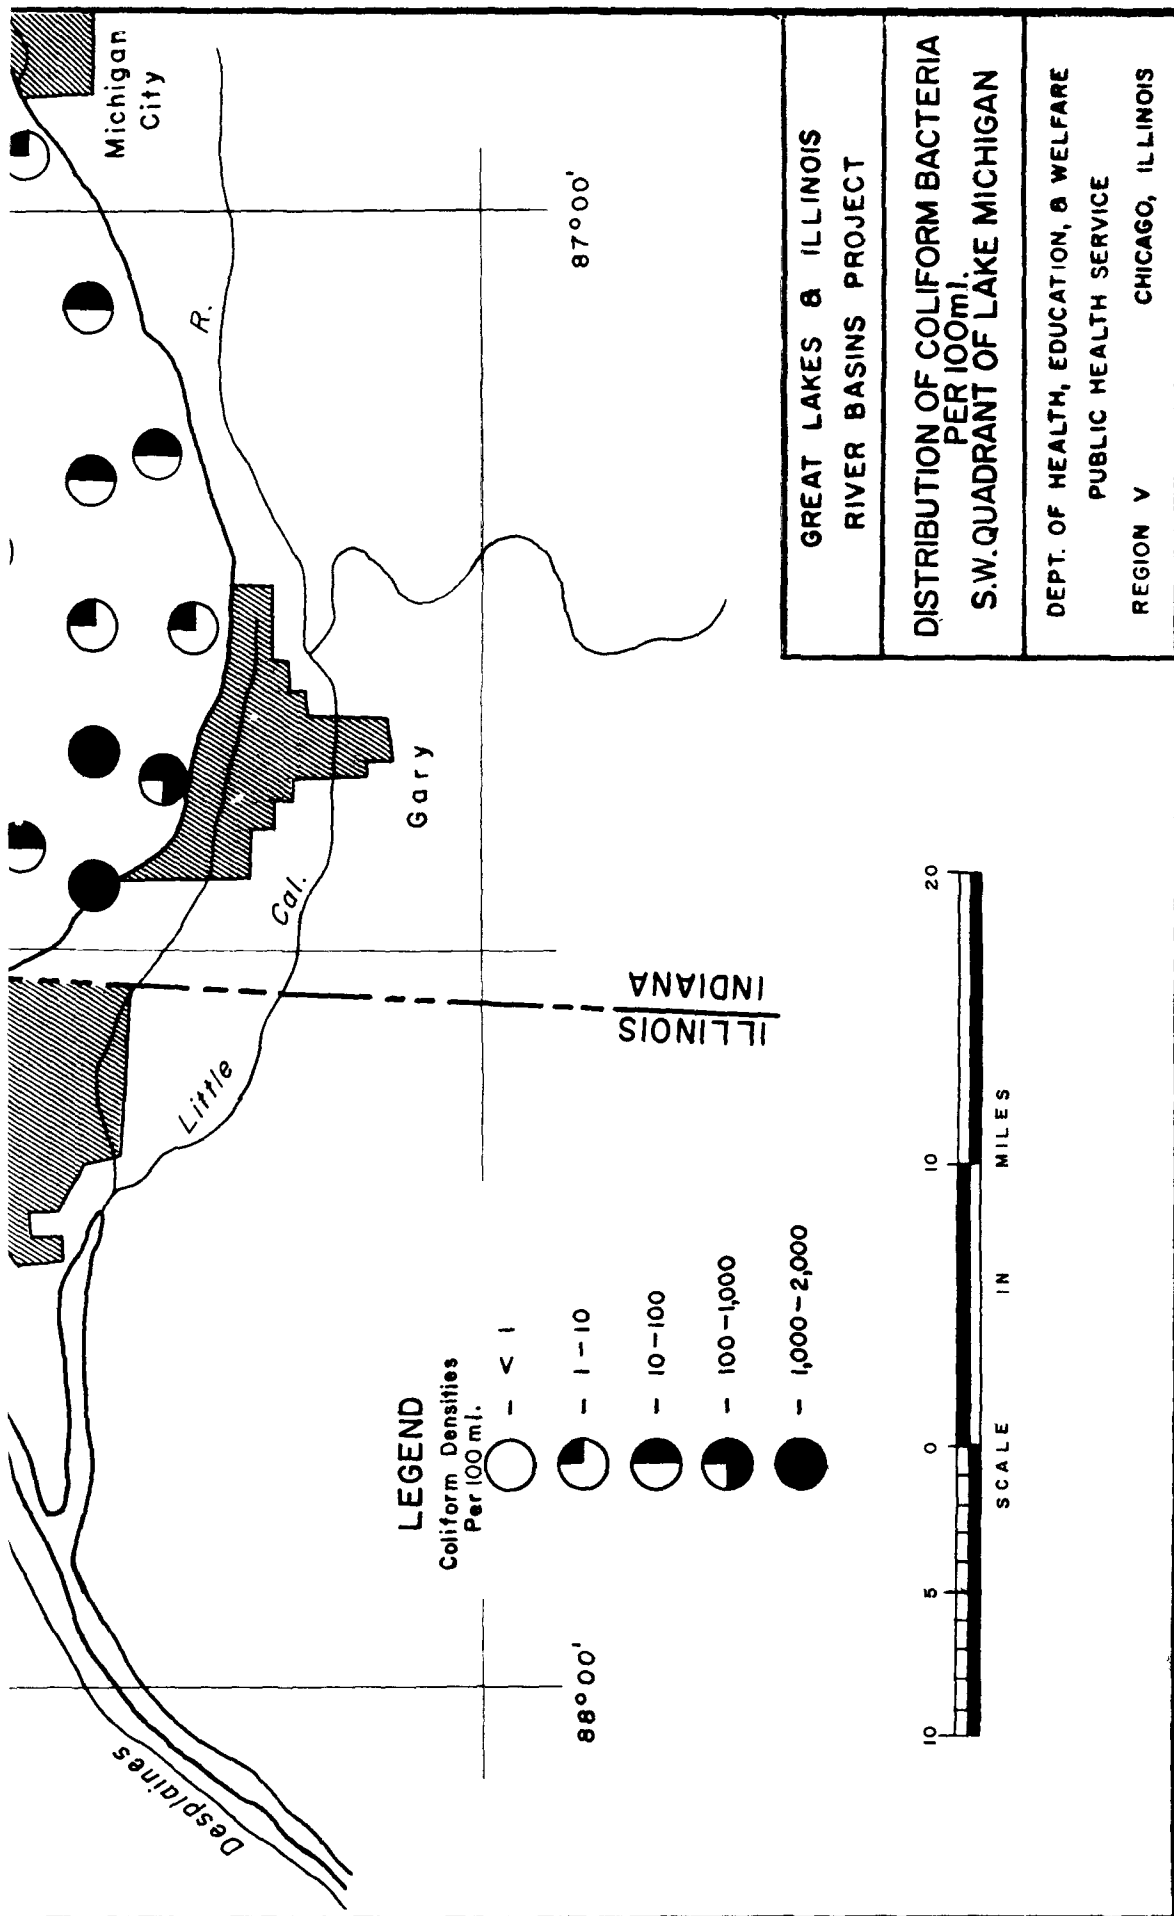 Michigan
City
R.
87°00'
Gary
Cal.
Little
INDIANA
ILLINOIS
Desplaines
88°00'
LEGEND
Coliform Densities
Per 100 ml.
- < 1
- 1-10
- 10-100
- 100-1,000
- 1,000-2,000
10 5 0 10 20
SCALE IN MILES
GREAT LAKES & ILLINOIS
RIVER BASINS PROJECT
DISTRIBUTION OF COLIFORM BACTERIA
PER 100ml.
S.W. QUADRANT OF LAKE MICHIGAN
DEPT. OF HEALTH, EDUCATION, & WELFARE
PUBLIC HEALTH SERVICE
REGION V CHICAGO, ILLINOIS